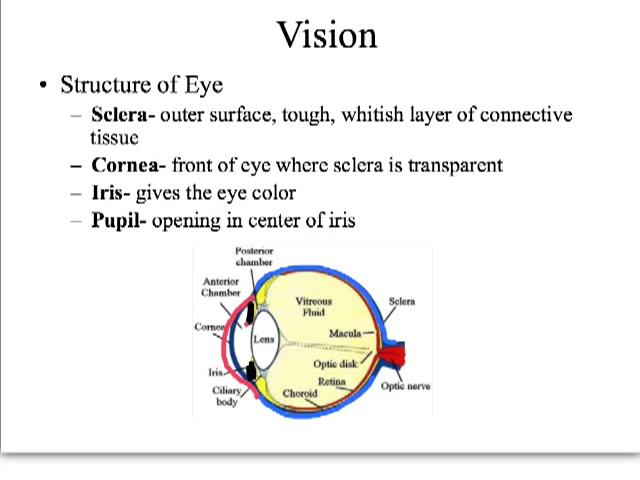 Vision
• Structure of Eye
– Sclera- outer surface, tough, whitish layer of connective
tissue
– Cornea- front of eye where sclera is transparent
– Iris- gives the eye color
– Pupil- opening in center of iris
Posterior
chamber
Anterior
Chamber
Vitreous
Fluid
Sclera
Cornea
Lens
Macula
Optic disk
Iris
Retina
Optic nerve
Ciliary
body
Choroid